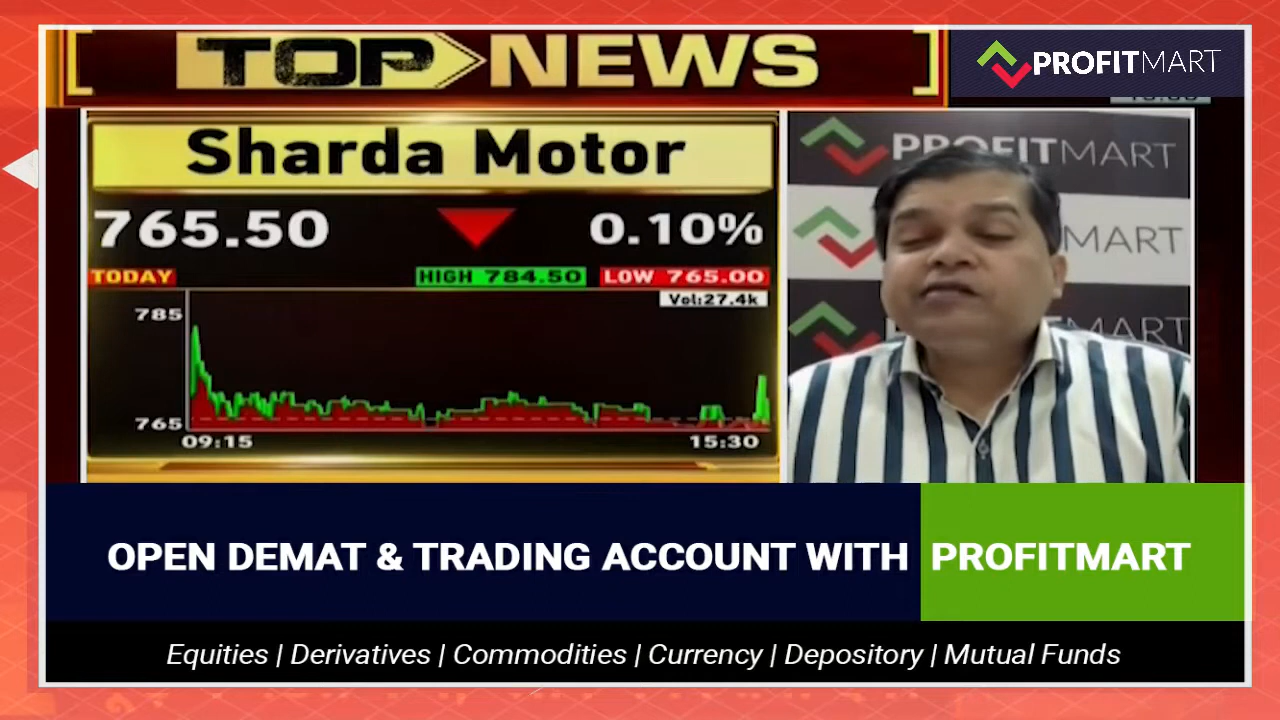 TOP NEWS
PROFITMART
Sharda Motor
765.50 0.10%
TODAY HIGH 784.50 LOW 765.00
Vol:27.4k
785
765
09:15 15:30
PROFITMART
MART
MART
OPEN DEMAT & TRADING ACCOUNT WITH PROFITMART
Equities | Derivatives | Commodities | Currency | Depository | Mutual Funds